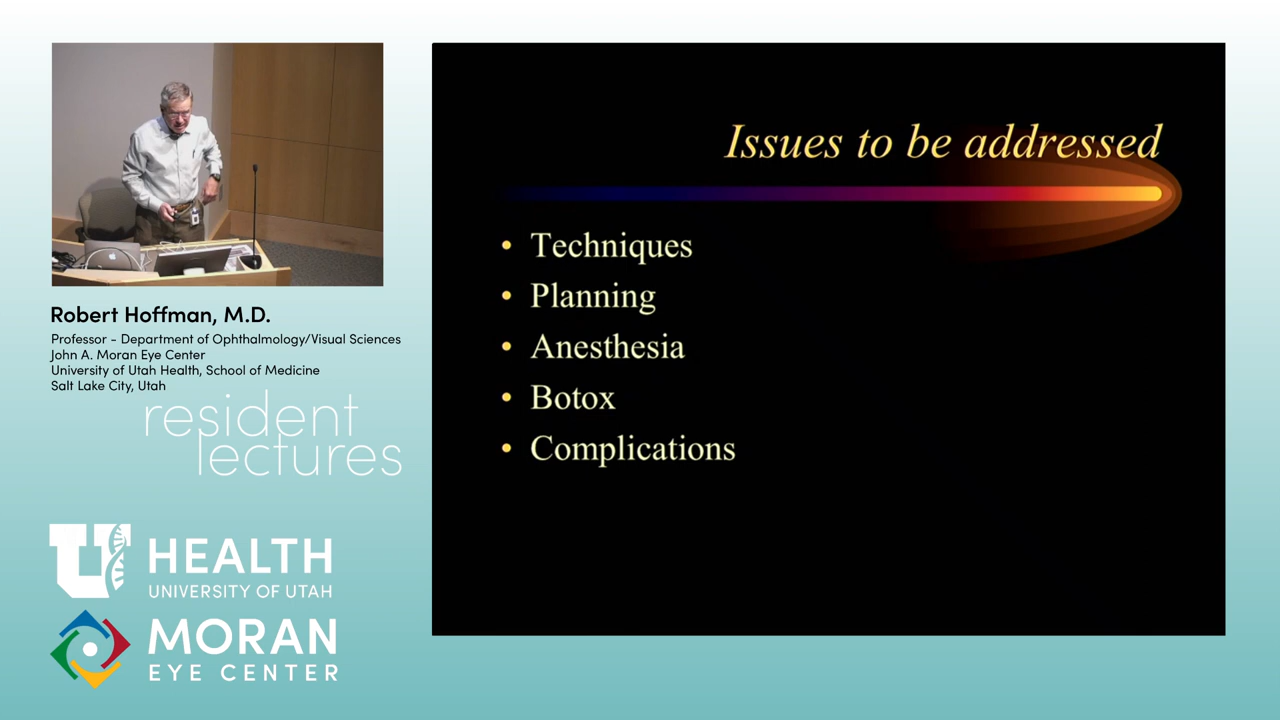 Robert Hoffman, M.D.
Professor - Department of Ophthalmology/Visual Sciences
John A. Moran Eye Center
University of Utah Health, School of Medicine
Salt Lake City, Utah
resident
lectures
U HEALTH
UNIVERSITY OF UTAH
MORAN
EYE CENTER
Issues to be addressed
• Techniques
• Planning
• Anesthesia
• Botox
• Complications